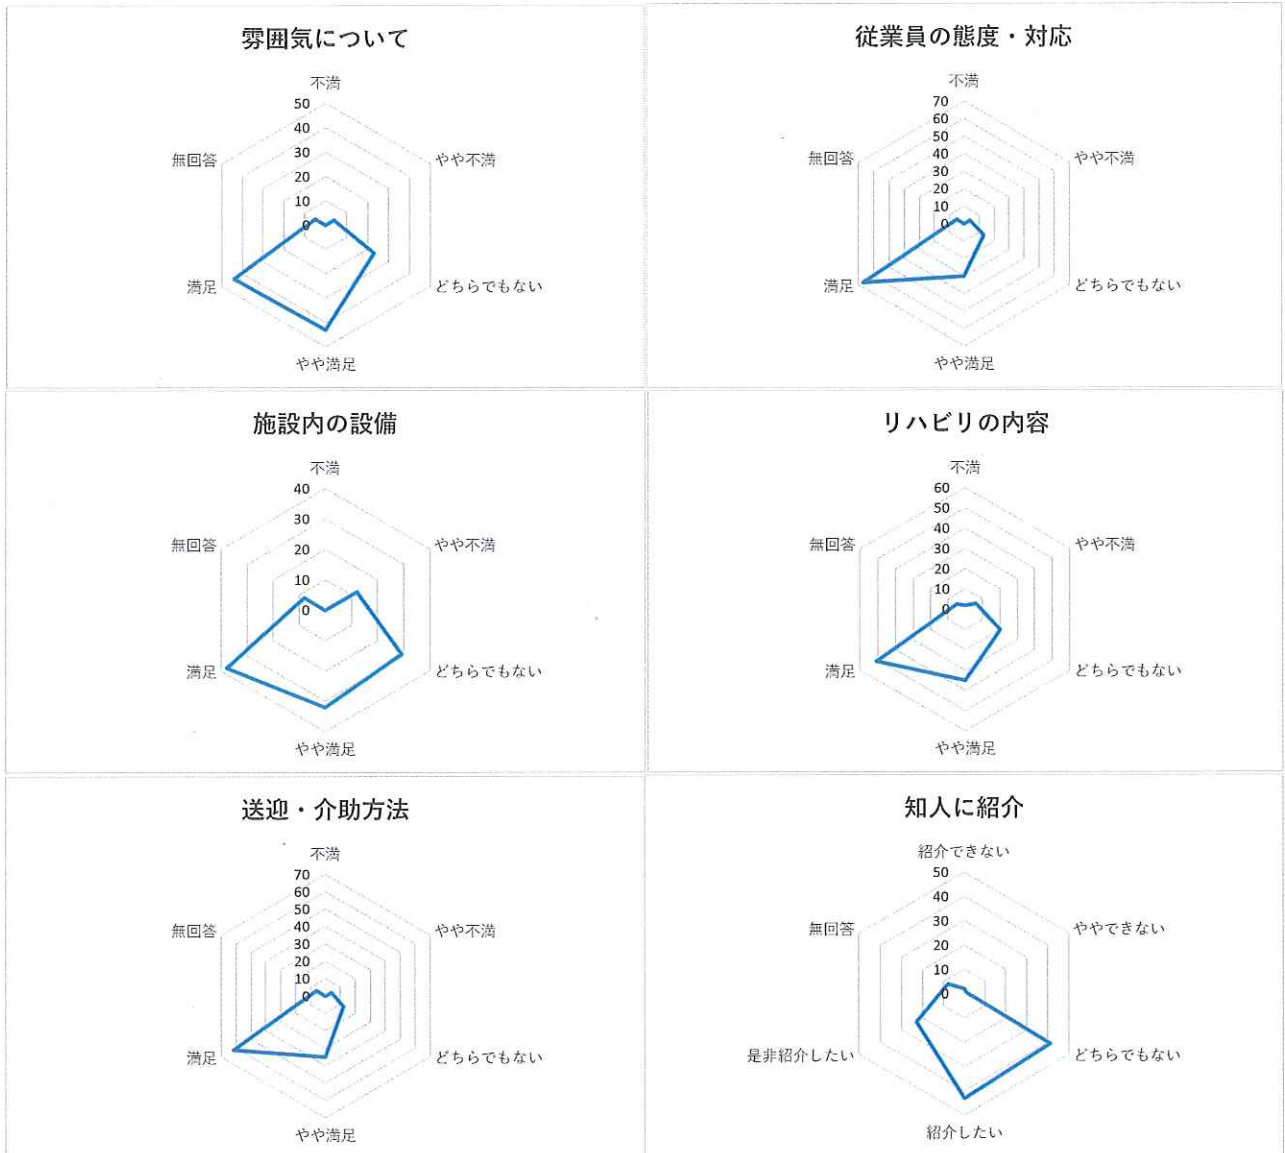 雰囲気について
不満
50
40
30
20
10
0
やや不満
どちらでもない
やや満足
満足
無回答
従業員の態度・対応
不満
70
60
50
40
30
20
10
0
やや不満
どちらでもない
やや満足
満足
無回答
施設内の設備
不満
40
30
20
10
0
やや不満
どちらでもない
やや満足
満足
無回答
リハビリの内容
不満
60
50
40
30
20
10
0
やや不満
どちらでもない
やや満足
満足
無回答
送迎・介助方法
不満
70
60
50
40
30
20
10
0
やや不満
どちらでもない
やや満足
満足
無回答
知人に紹介
紹介できない
50
40
30
20
10
0
ややできない
どちらでもない
紹介したい
是非紹介したい
無回答